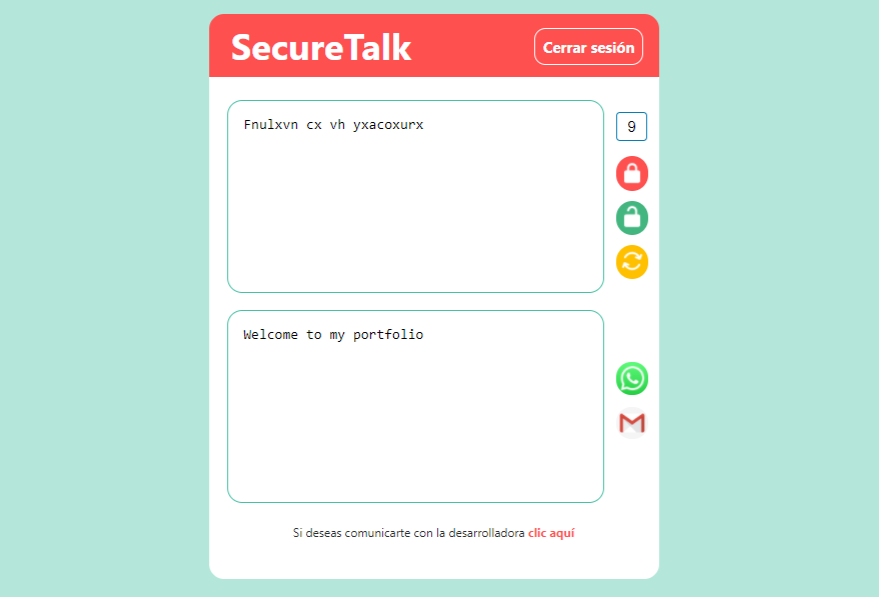 SecureTalk
Cerrar sesión
Fnulxvn cx vh yxacoxurx
9
Welcome to my portfolio
Si deseas comunicarte con la desarrolladora clic aquí